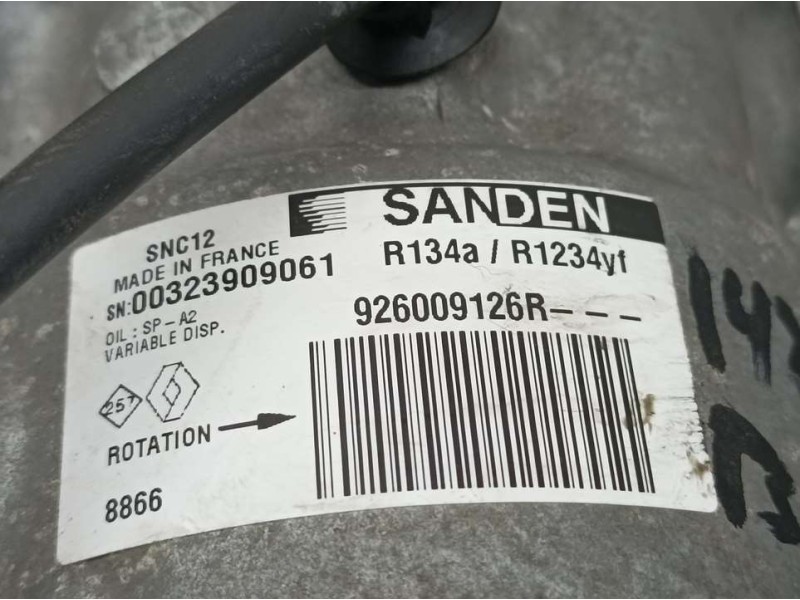 SANDEN
SNC12
MADE IN FRANCE
SN:00323909061
R134a / R1234yf
OIL : SP-A2
VARIABLE DISP.
926009126R---
257
ROTATION
8866